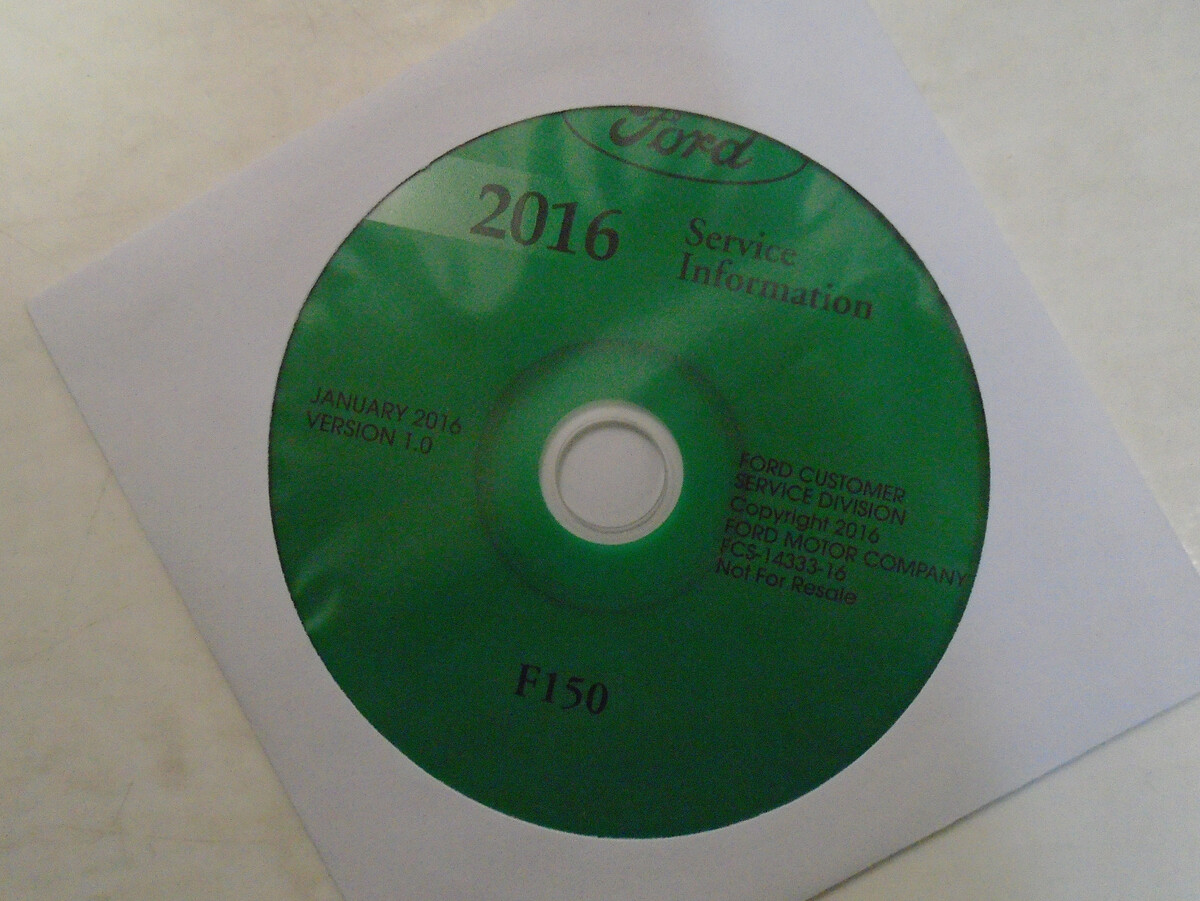 Ford
2016
Service
Information
JANUARY 2016
VERSION 1.0
FORD CUSTOMER
SERVICE DIVISION
Copyright 2016
FORD MOTOR COMPANY
FCS-14333-16
Not For Resale
F150